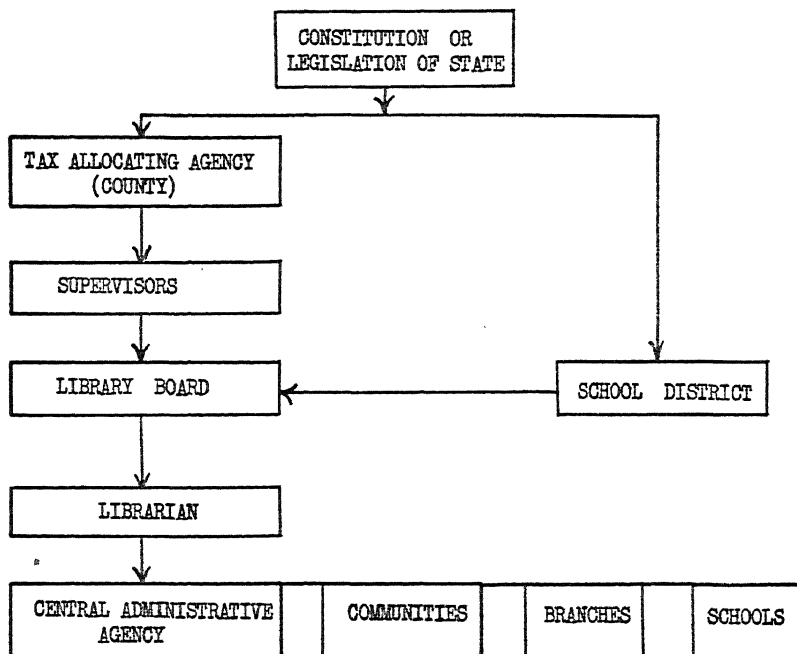 CONSTITUTION OR
LEGISLATION OF STATE
TAX ALLOCATING AGENCY
(COUNTY)
SUPERVISORS
LIBRARY BOARD
SCHOOL DISTRICT
LIBRARIAN
CENTRAL ADMINISTRATIVE
AGENCY
COMMUNITIES
BRANCHES
SCHOOLS